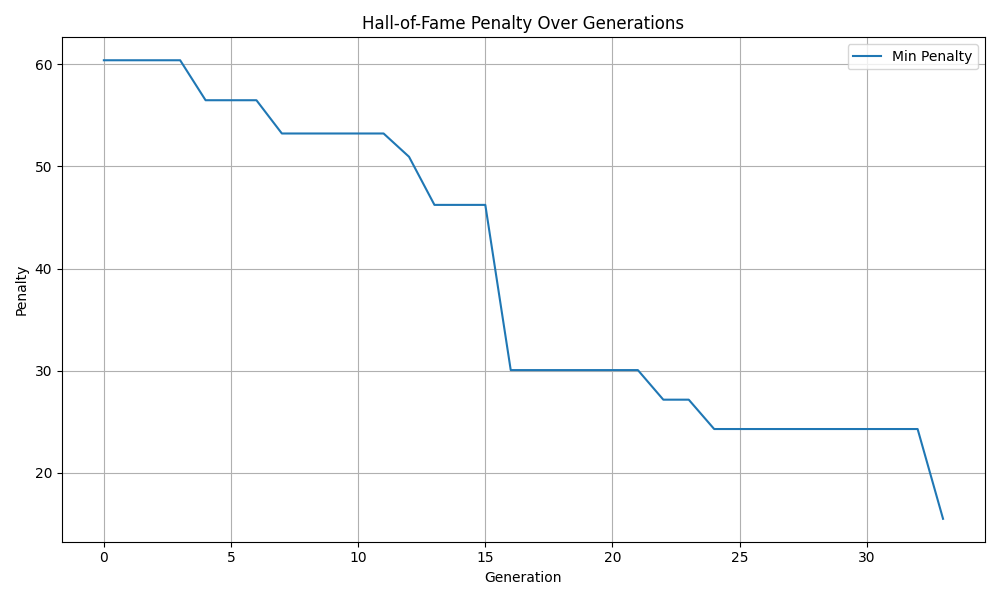 Hall-of-Fame Penalty Over Generations
Min Penalty
Penalty
60
50
40
30
20
0 5 10 15 20 25 30
Generation